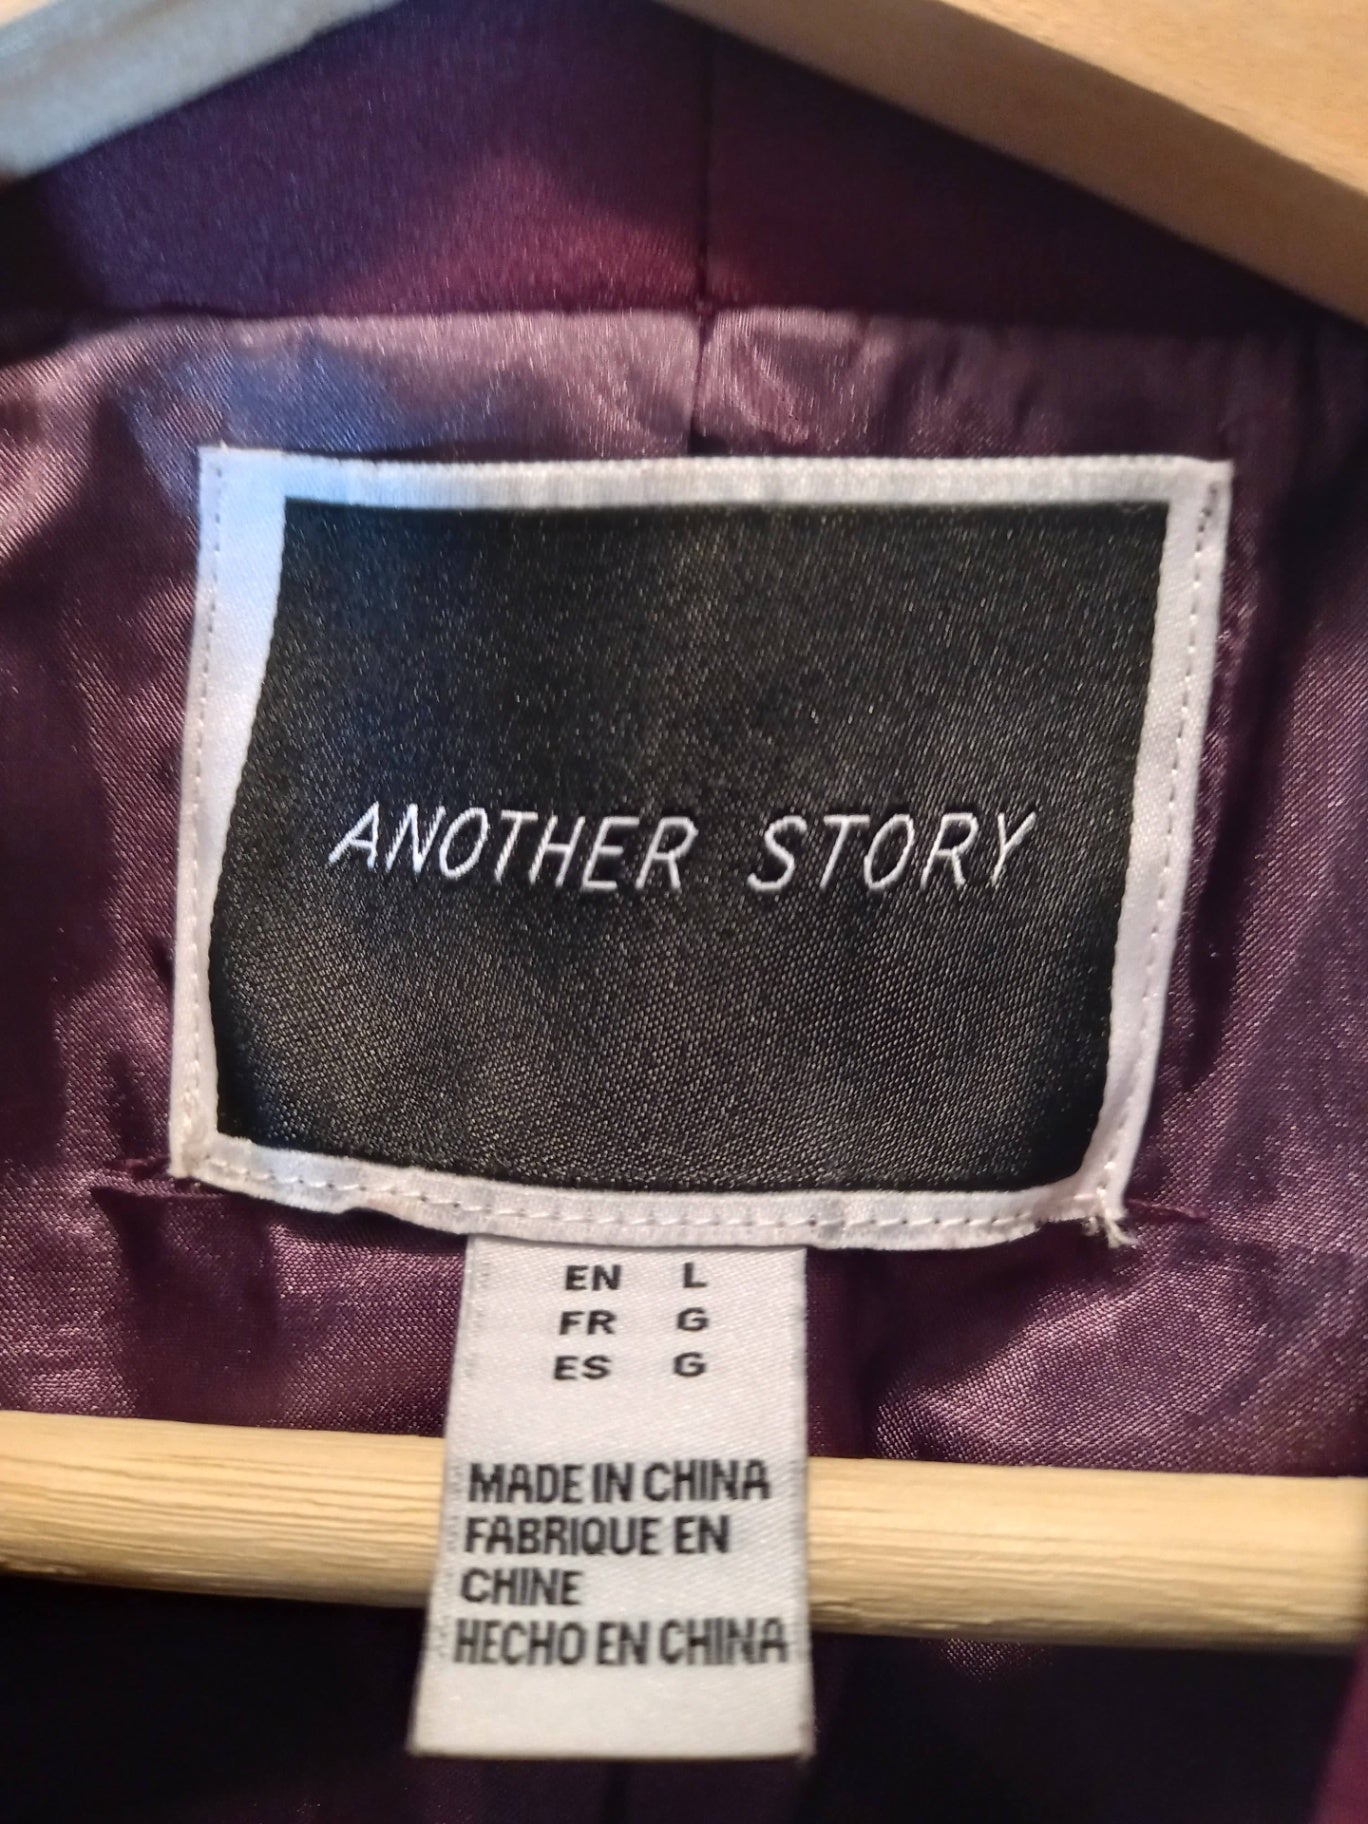 ANOTHER STORY
EN L
FR G
ES G
MADE IN CHINA
FABRIQUE EN
CHINE
HECHO EN CHINA